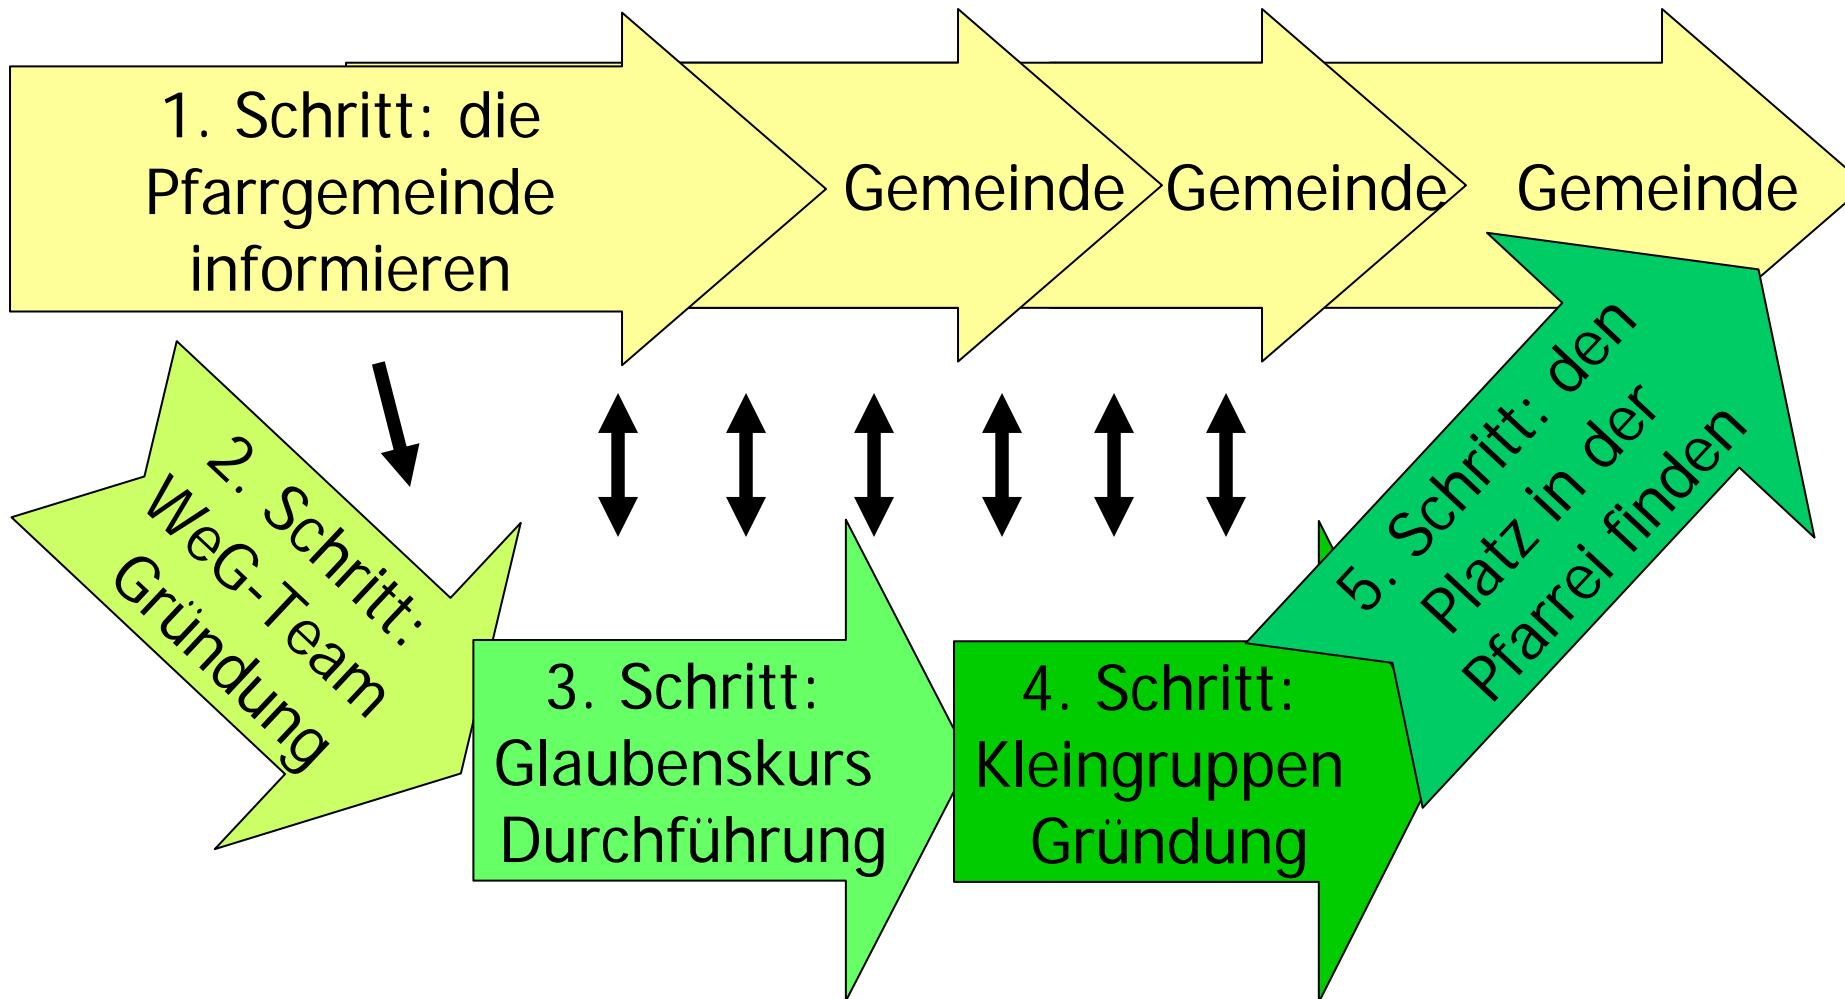 1. Schritt: die
Pfarrgemeinde
informieren
Gemeinde
Gemeinde
Gemeinde
2. Schritt:
WeG-Team
Gründung
3. Schritt:
Glaubenskurs
Durchführung
4. Schritt:
Kleingruppen
Gründung
5. Schritt: den
Platz in der
Pfarrei finden